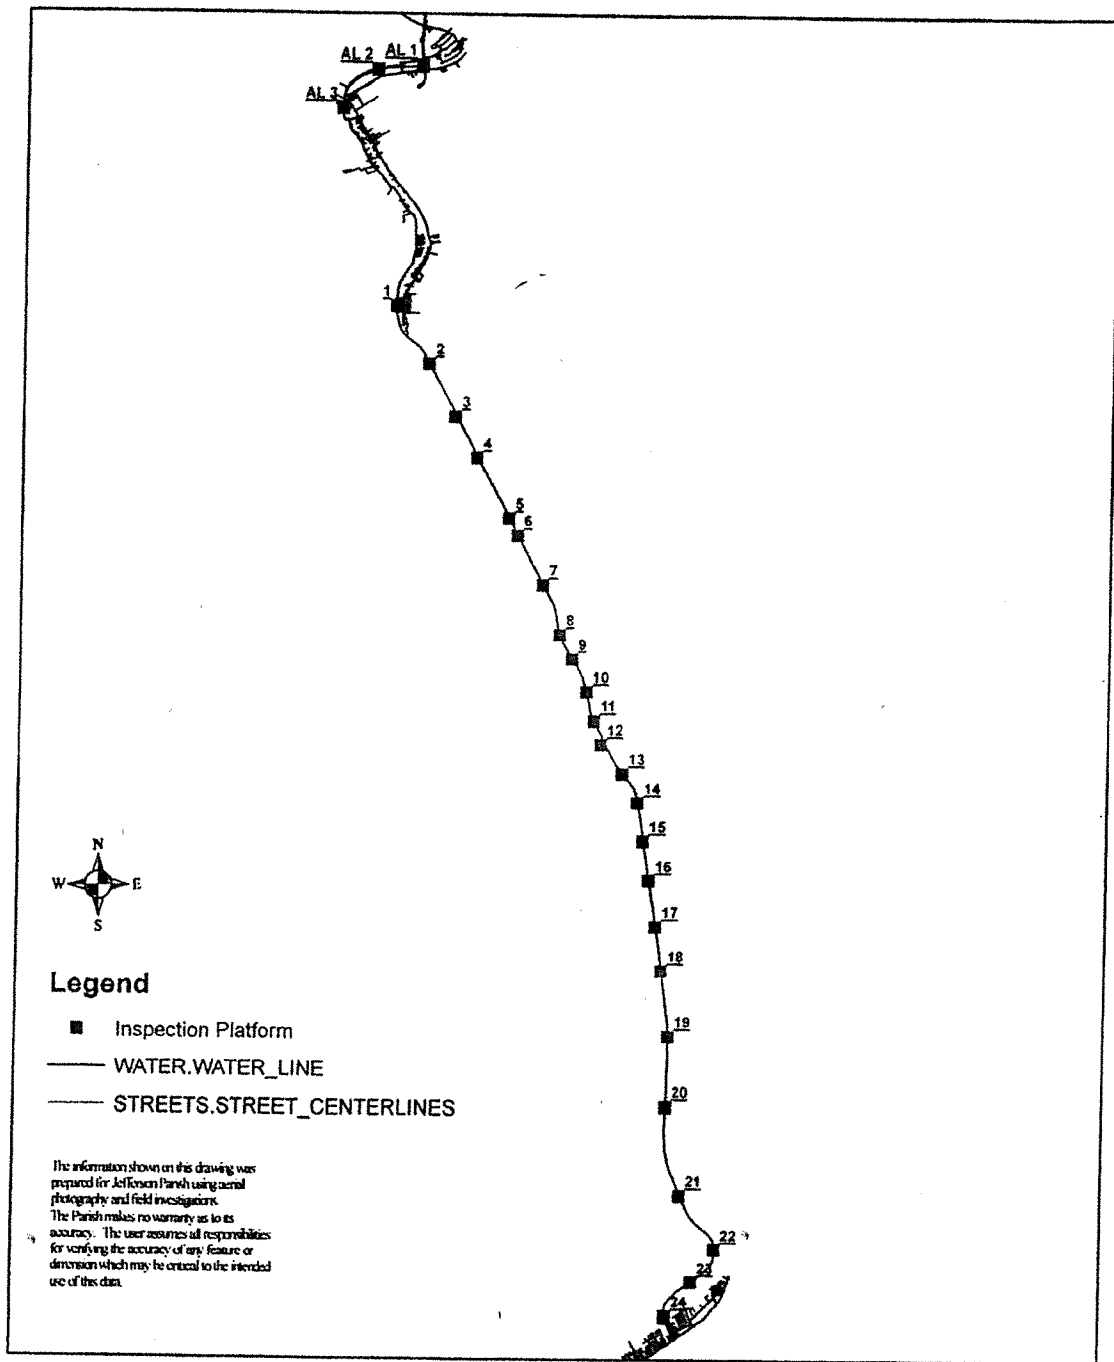 AL 2 AL 1
AL 3
1
2
3
4
5
6
7
8
9
10
11
12
13
14
15
16
17
18
19
20
21
22
23
24
N
W E
S
Legend
Inspection Platform
WATER.WATER_LINE
STREETS.STREET_CENTERLINES
The information shown on this drawing was
prepared for Jefferson Parish using aerial
photography and field investigations.
The Parish makes no warranty as to its
accuracy. The user assumes all responsibilities
for verifying the accuracy of any feature or
dimension which may be critical to the intended
use of this data.